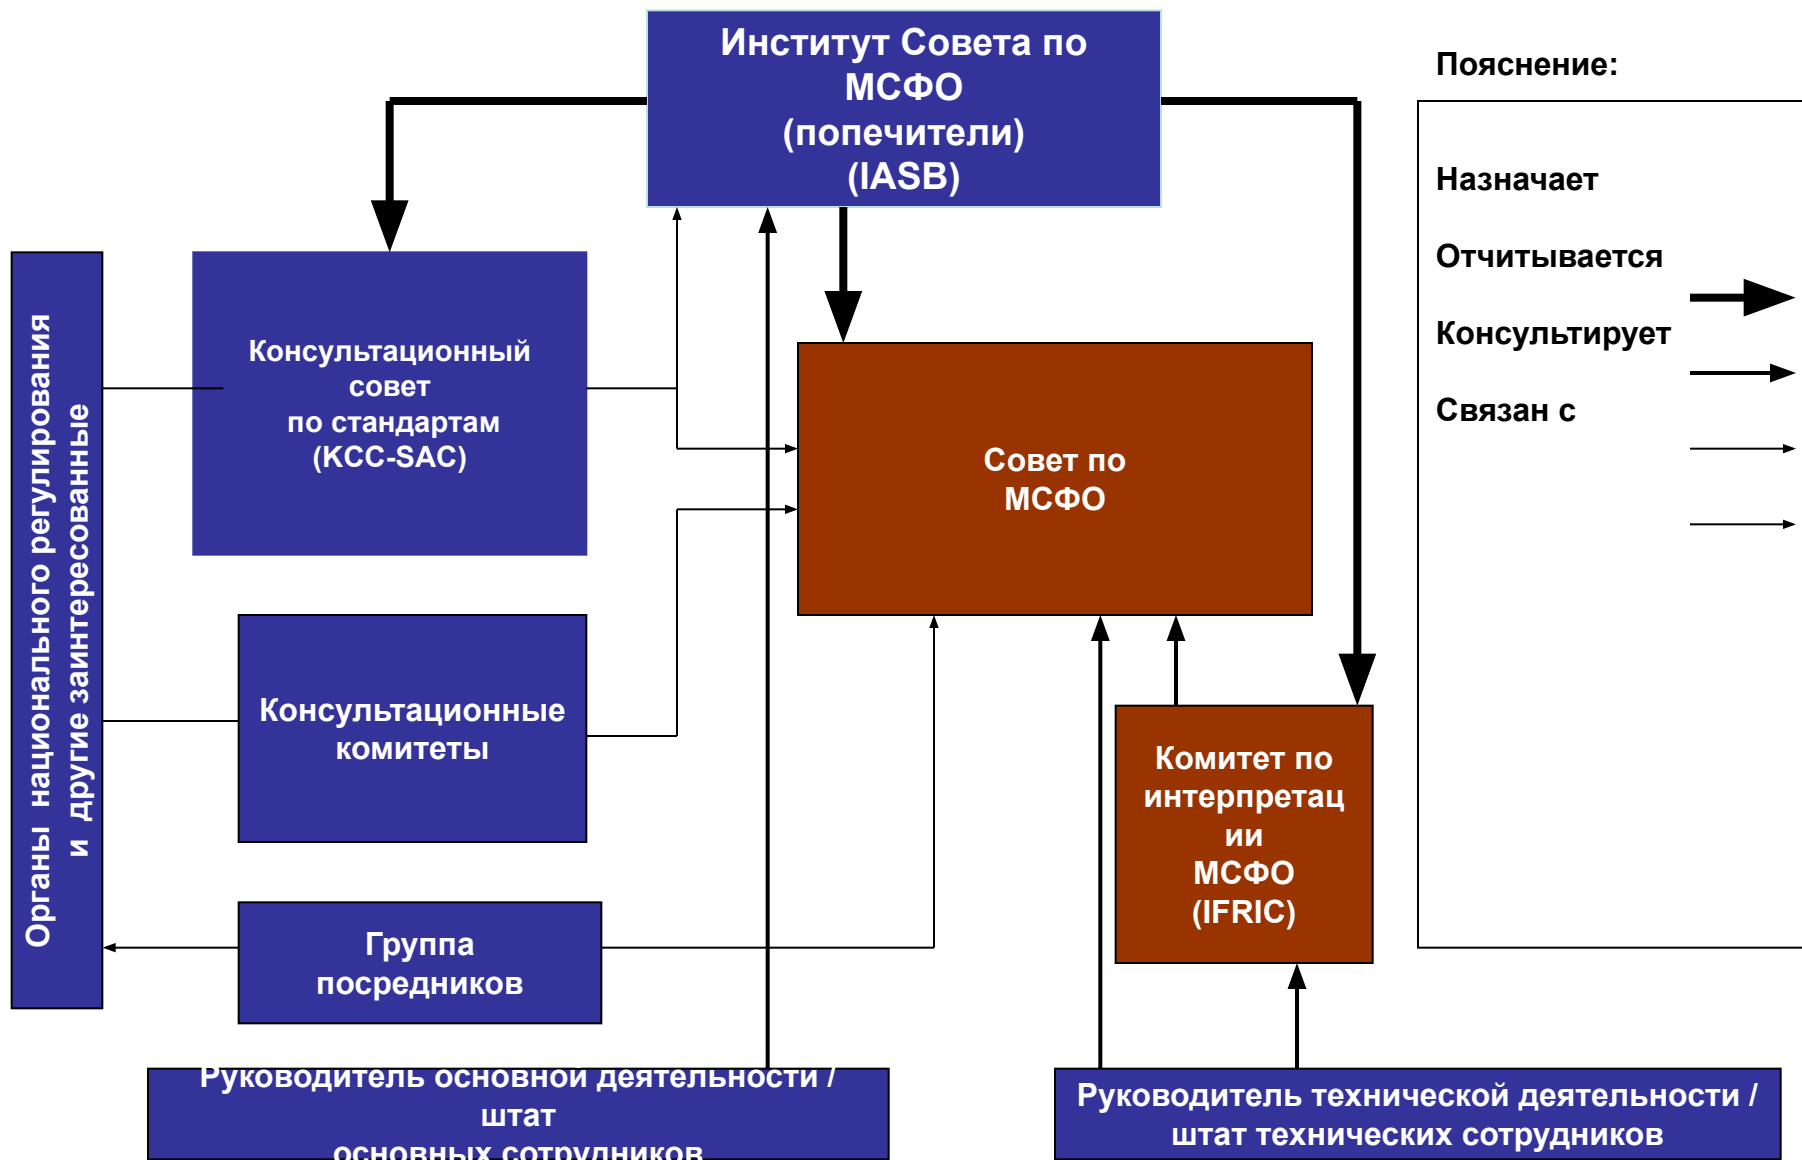 Институт Совета по
МСФО
(попечители)
(IASB)
Пояснение:
Назначает
Отчитывается
Консультирует
Связан с
Органы национального регулирования
и другие заинтересованные
Консультационный
совет
по стандартам
(КСС-SAC)
Совет по
МСФО
Консультационные
комитеты
Комитет по
интерпретац
ии
МСФО
(IFRIC)
Группа
посредников
Руководитель основной деятельности /
штат
основных сотрудников
Руководитель технической деятельности /
штат технических сотрудников